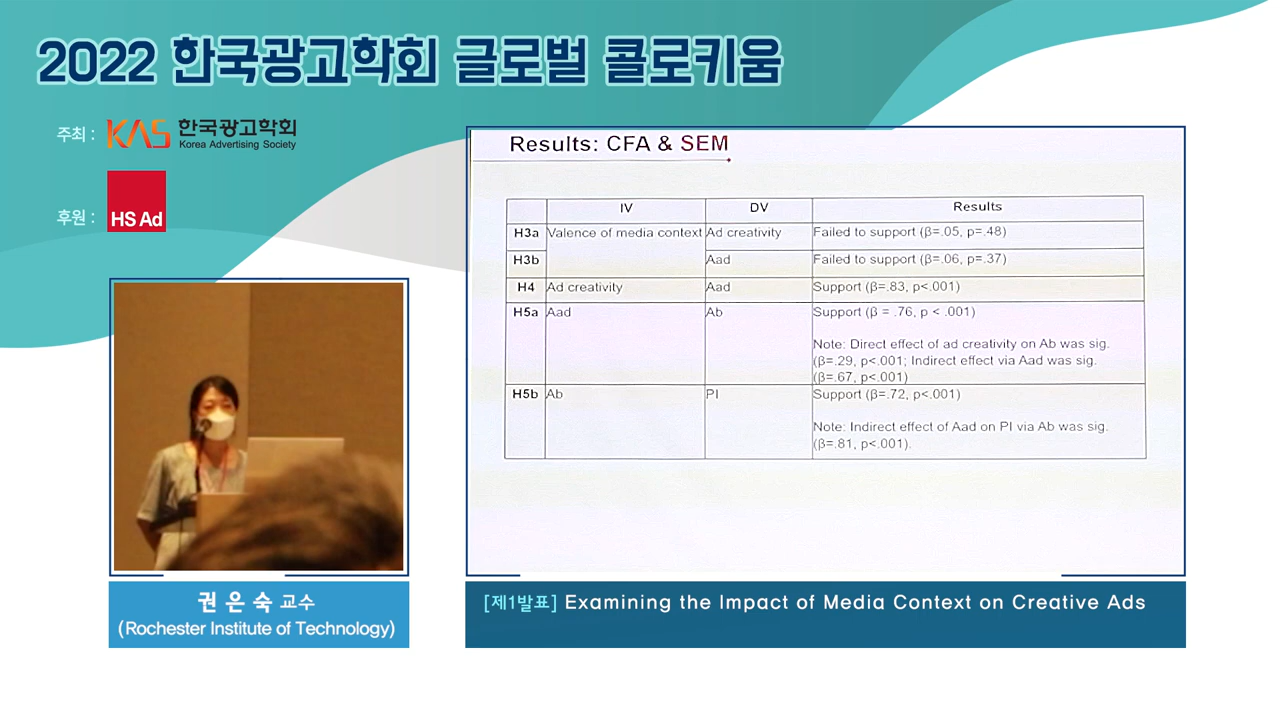 2022 한국광고학회 글로벌 콜로키움
주최 : KAS 한국광고학회
Korea Advertising Society
후원 : HS Ad
Results: CFA & SEM
IV DV Results
H3a Valence of media context Ad creativity Failed to support (β=.05, p=.48)
H3b Aad Failed to support (β=.06, p=.37)
H4 Ad creativity Aad Support (β=.83, p<.001)
H5a Aad Ab Support (β = .76, p < .001)
Note: Direct effect of ad creativity on Ab was sig.
(β=.29, p<.001; Indirect effect via Aad was sig.
(β=.67, p<.001)
H5b Ab PI Support (β=.72, p<.001)
Note: Indirect effect of Aad on PI via Ab was sig.
(β=.81, p<.001).
권 은 숙 교수
(Rochester Institute of Technology)
[제1발표] Examining the Impact of Media Context on Creative Ads